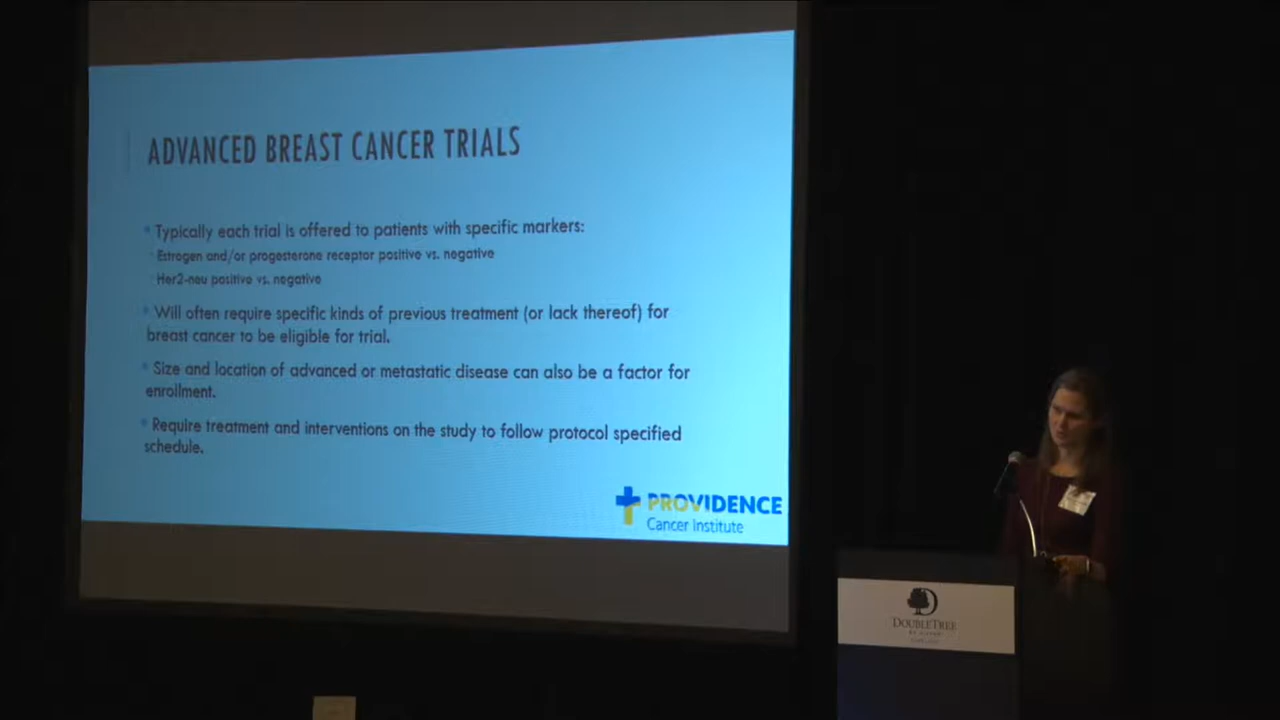 ADVANCED BREAST CANCER TRIALS
Typically each trial is offered to patients with specific markers:
Estrogen and/or progesterone receptor positive vs. negative
Her2-neu positive vs. negative
Will often require specific kinds of previous treatment (or lack thereof) for
breast cancer to be eligible for trial.
Size and location of advanced or metastatic disease can also be a factor for
enrollment.
Require treatment and interventions on the study to follow protocol specified
schedule.
PROVIDENCE
Cancer Institute
D
DOUBLETREE